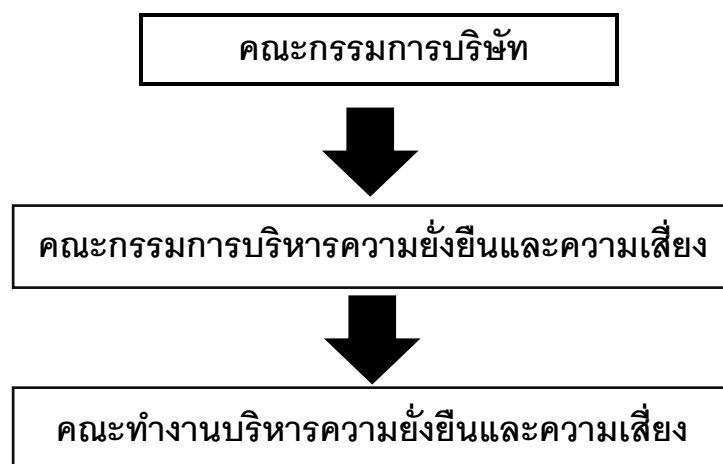 คณะกรรมการบริษัท
คณะกรรมการบริหารความยั่งยืนและความเสี่ยง
คณะทำงานบริหารความยั่งยืนและความเสี่ยง